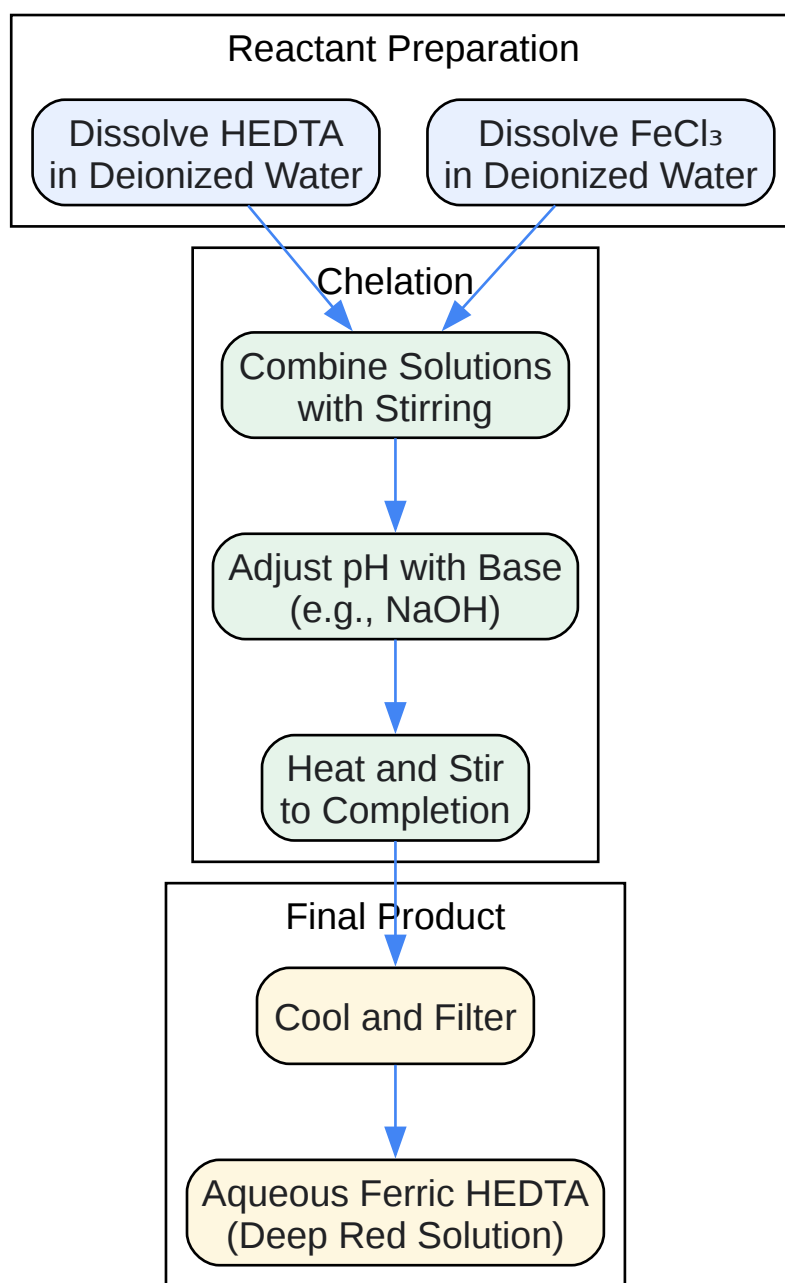 Reactant Preparation
Dissolve HEDTA
in Deionized Water
Dissolve FeCl₃
in Deionized Water
Chelation
Combine Solutions
with Stirring
Adjust pH with Base
(e.g., NaOH)
Heat and Stir
to Completion
Final Product
Cool and Filter
Aqueous Ferric HEDTA
(Deep Red Solution)